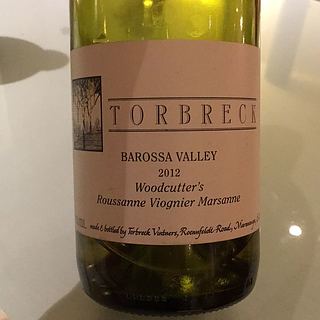 TORBRECK
BAROSSA VALLEY
2012
Woodcutter's
Roussanne Viognier Marsanne
made & bottled by Torbreck Vintners, Roennfeldt Road, Marananga,